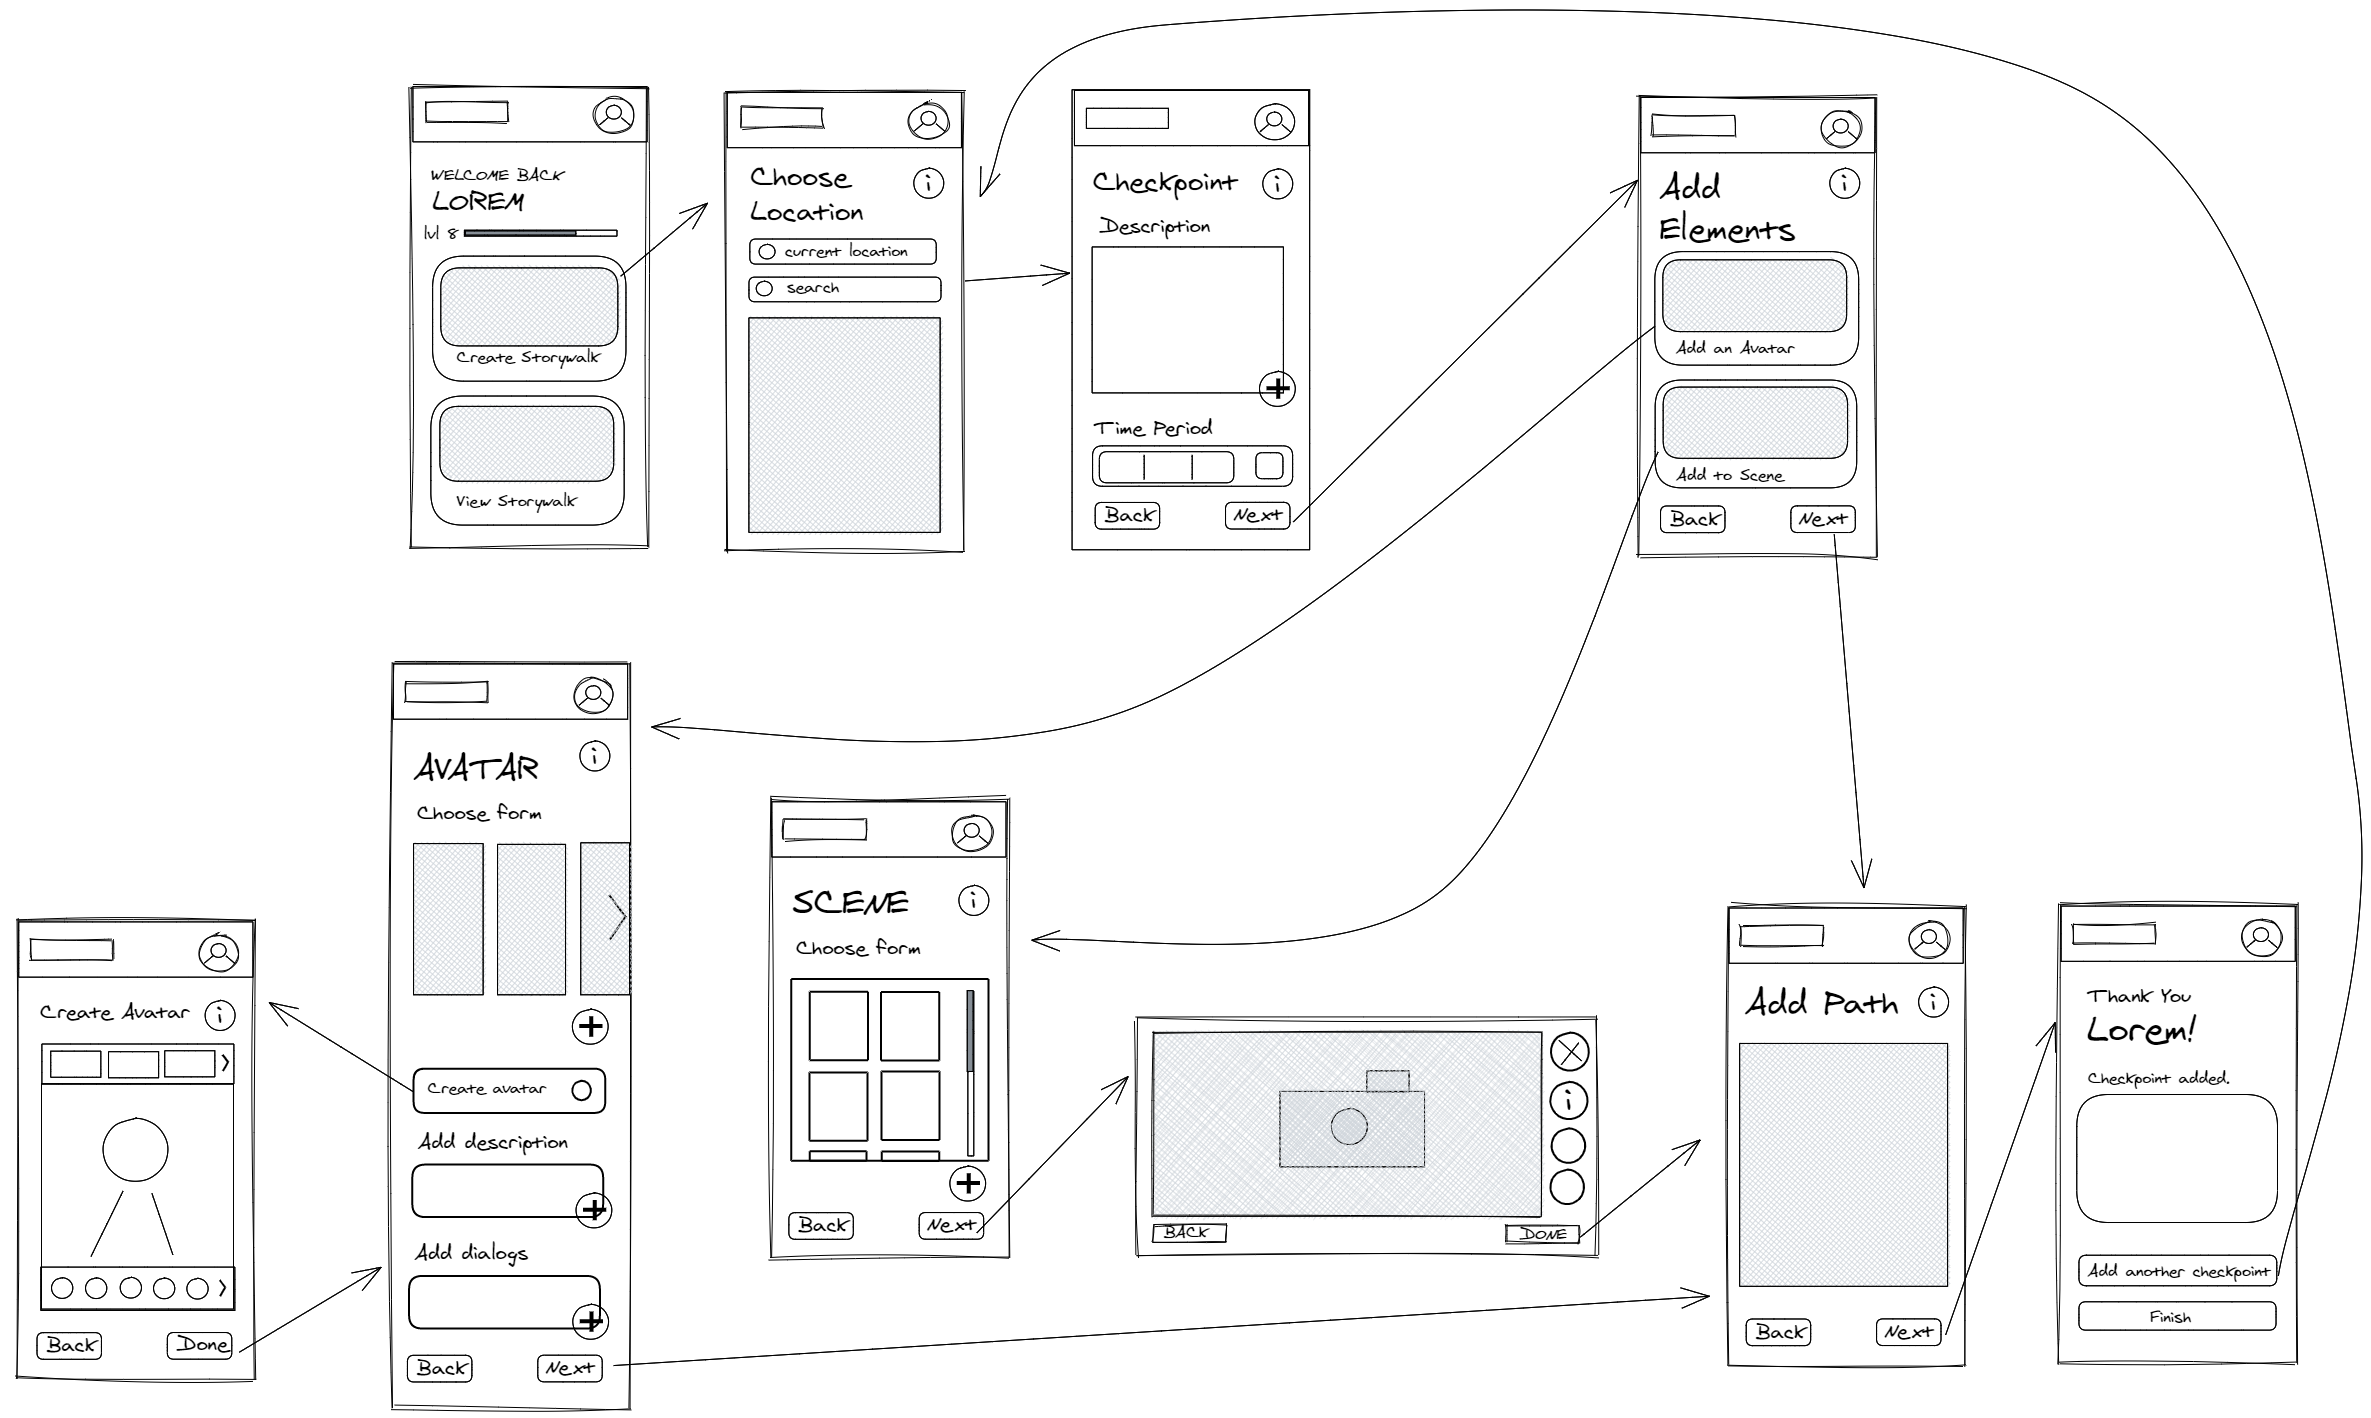 WELCOME BACK
LOREM
lvl 8
Create Storywalk
View Storywalk
Choose
Location
i
current location
search
Checkpoint
i
Description
+
Time Period
Back
Next
Add
Elements
i
Add an Avatar
Add to Scene
Back
Next
Create Avatar
i
Back
Done
AVATAR
i
Choose form
+
Create avatar
Add description
+
Add dialogs
+
Back
Next
SCENE
i
Choose form
+
Back
Next
i
BACK
DONE
Add Path
i
Back
Next
Thank You
Lorem!
Checkpoint added.
Add another checkpoint
Finish